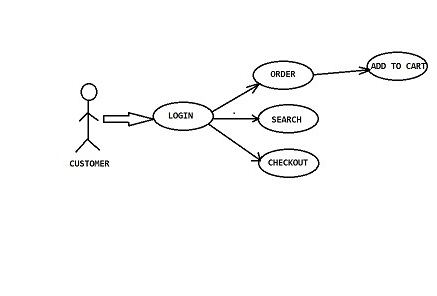 ORDER
ADD TO CART
LOGIN
SEARCH
CUSTOMER
CHECKOUT